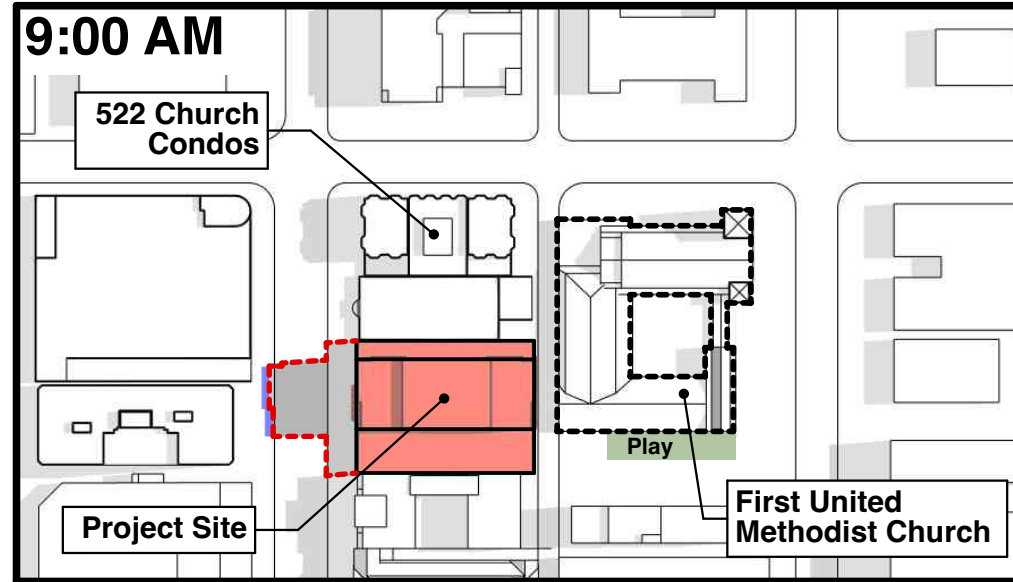 9:00 AM
522 Church
Condos
Play
Project Site
First United
Methodist Church